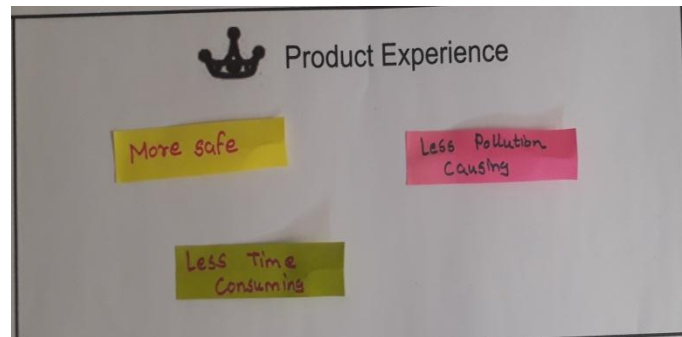 Product Experience
More safe
Less Pollution
Causing
Less Time
Consuming